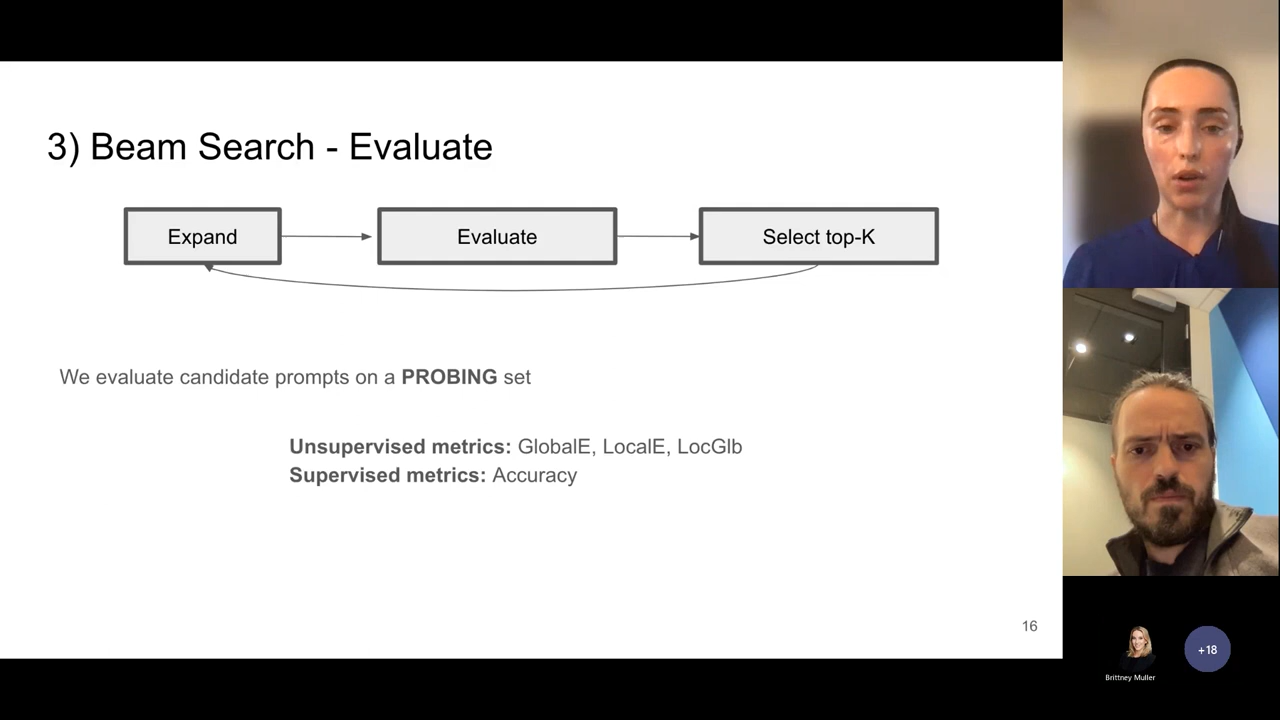 3) Beam Search - Evaluate
Expand
Evaluate
Select top-K
We evaluate candidate prompts on a PROBING set
Unsupervised metrics: GlobalE, LocalE, LocGlb
Supervised metrics: Accuracy
16
+18
Brittney Muller